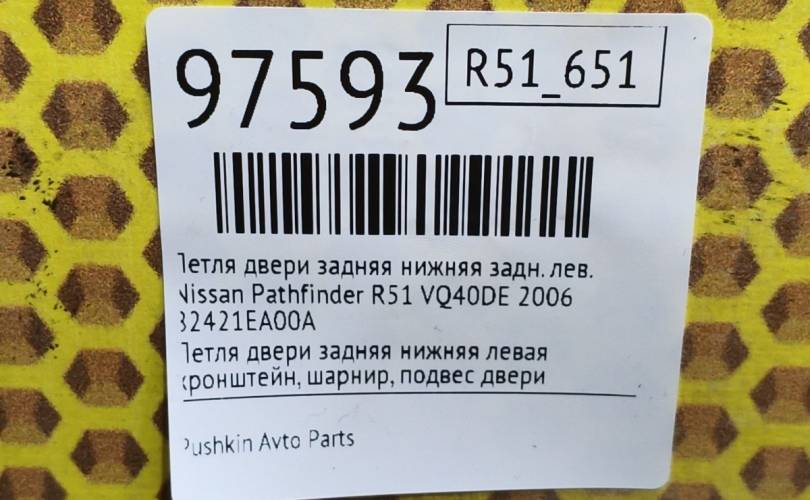 97593
R51_651
Петля двери задняя нижняя задн. лев.
Nissan Pathfinder R51 VQ40DE 2006
82421EA00A
Петля двери задняя нижняя левая
кронштейн, шарнир, подвес двери
Pushkin Avto Parts